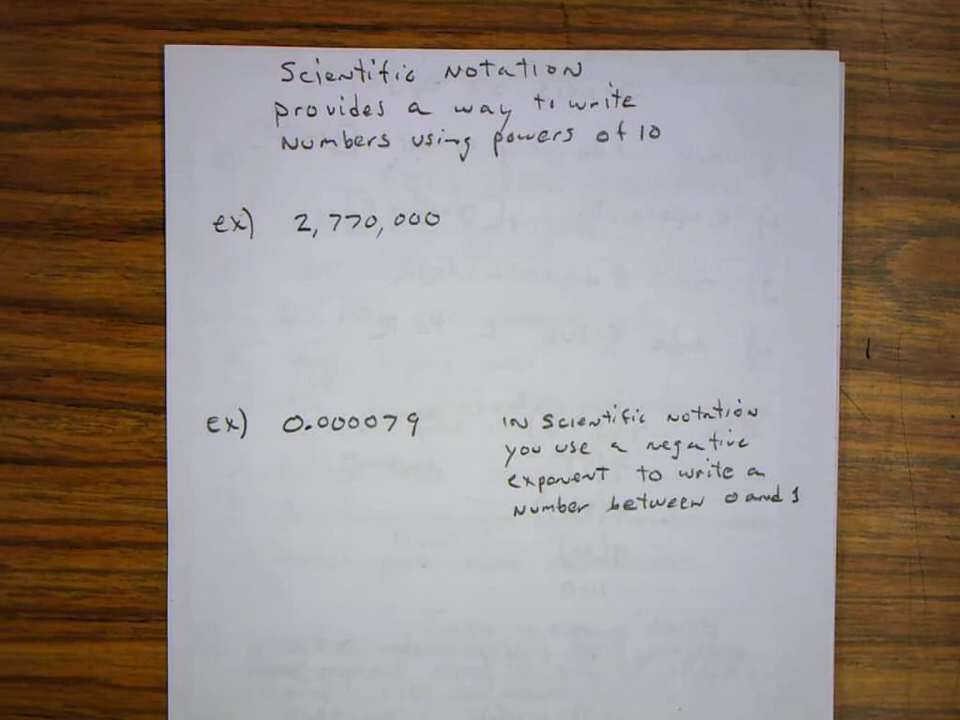 Scientific Notation
provides a way to write
Numbers using powers of 10
ex) 2,770,000
Ex) 0.000079
IN Scientific Notation
you use a negative
exponent to write a
Number between 0 and 1